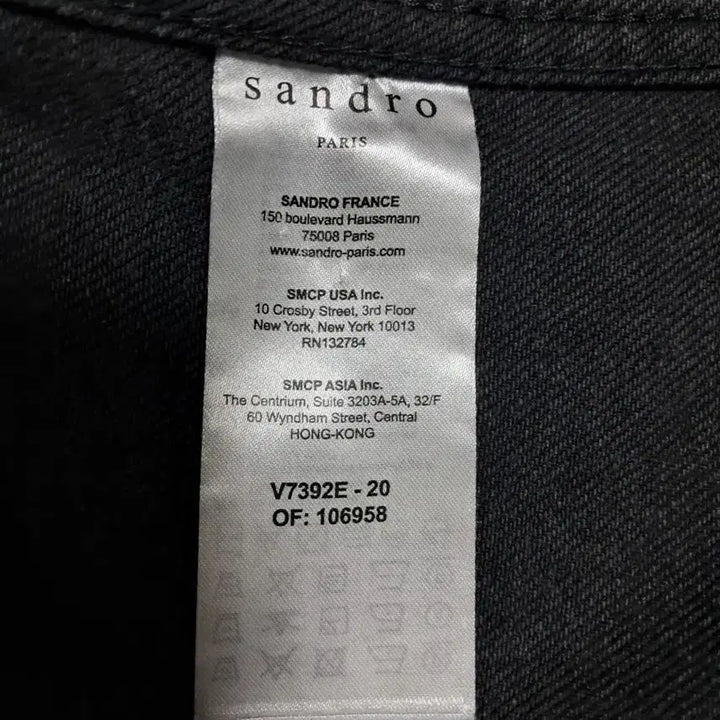 sandro
PARIS
SANDRO FRANCE
150 boulevard Haussmann
75008 Paris
www.sandro-paris.com
SMCP USA Inc.
10 Crosby Street, 3rd Floor
New York, New York 10013
RN132784
SMCP ASIA Inc.
The Centrium, Suite 3203A-5A, 32/F
60 Wyndham Street, Central
HONG-KONG
V7392E - 20
OF: 106958